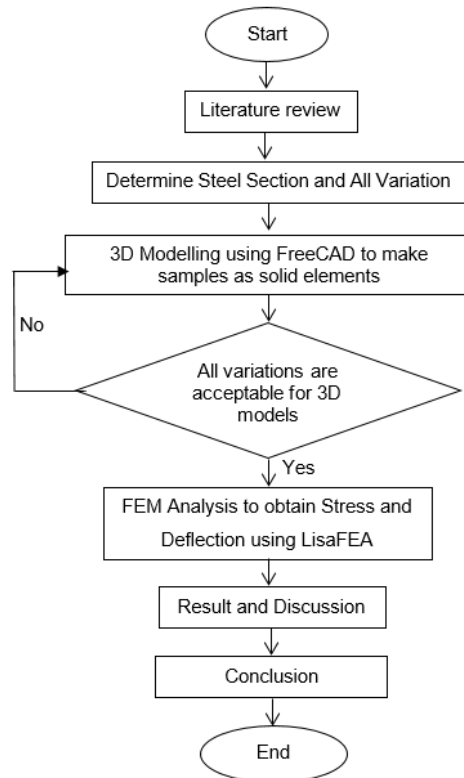 Start
Literature review
Determine Steel Section and All Variation
3D Modelling using FreeCAD to make
samples as solid elements
No
All variations are
acceptable for 3D
models
Yes
FEM Analysis to obtain Stress and
Deflection using LisaFEA
Result and Discussion
Conclusion
End